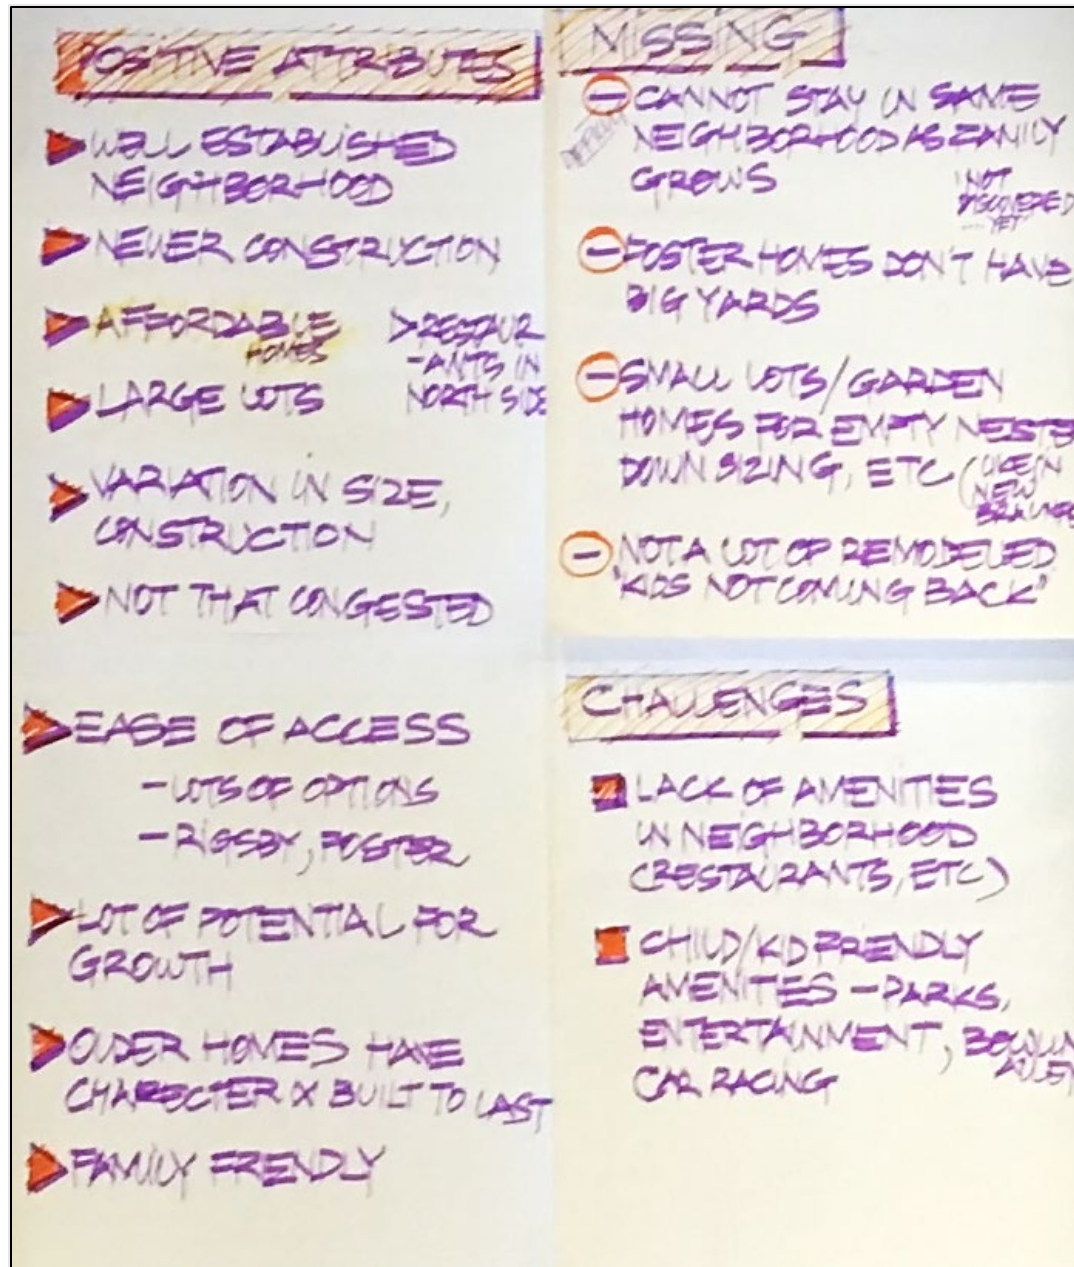 POSITIVE ATTRIBUTES
▶ WELL ESTABLISHED
NEIGHBORHOOD
▶ NEWER CONSTRUCTION
▶ AFFORDABLE
HOMES
▷ RESTAUR
-ANTS IN
NORTH SIDE
▶ LARGE LOTS
▶ VARIATION IN SIZE,
CONSTRUCTION
▶ NOT THAT CONGESTED
▶ EASE OF ACCESS
- LOTS OF OPTIONS
- RIGSBY, FOSTER
▶ LOT OF POTENTIAL FOR
GROWTH
▶ OLDER HOMES HAVE
CHARECTER & BUILT TO LAST
▶ FAMILY FRIENDLY
MISSING
- CANNOT STAY IN SAME
NEIGHBORHOOD AS FAMILY
GROWS
"NOT
DISCOVERED
... YET"
- FOSTER HOMES DON'T HAVE
BIG YARDS
- SMALL LOTS/GARDEN
HOMES FOR EMPTY NESTE
DOWN SIZING, ETC (LIKE IN
NEW
BRAUNFE
- NOT A LOT OF REMODELED
"KIDS NOT COMING BACK"
CHALLENGES
■ LACK OF AMENITIES
IN NEIGHBORHOOD
(RESTAURANTS, ETC)
■ CHILD/KID FRIENDLY
AMENITIES - PARKS,
ENTERTAINMENT, BOWLIN
ALLEY
CAR RACING